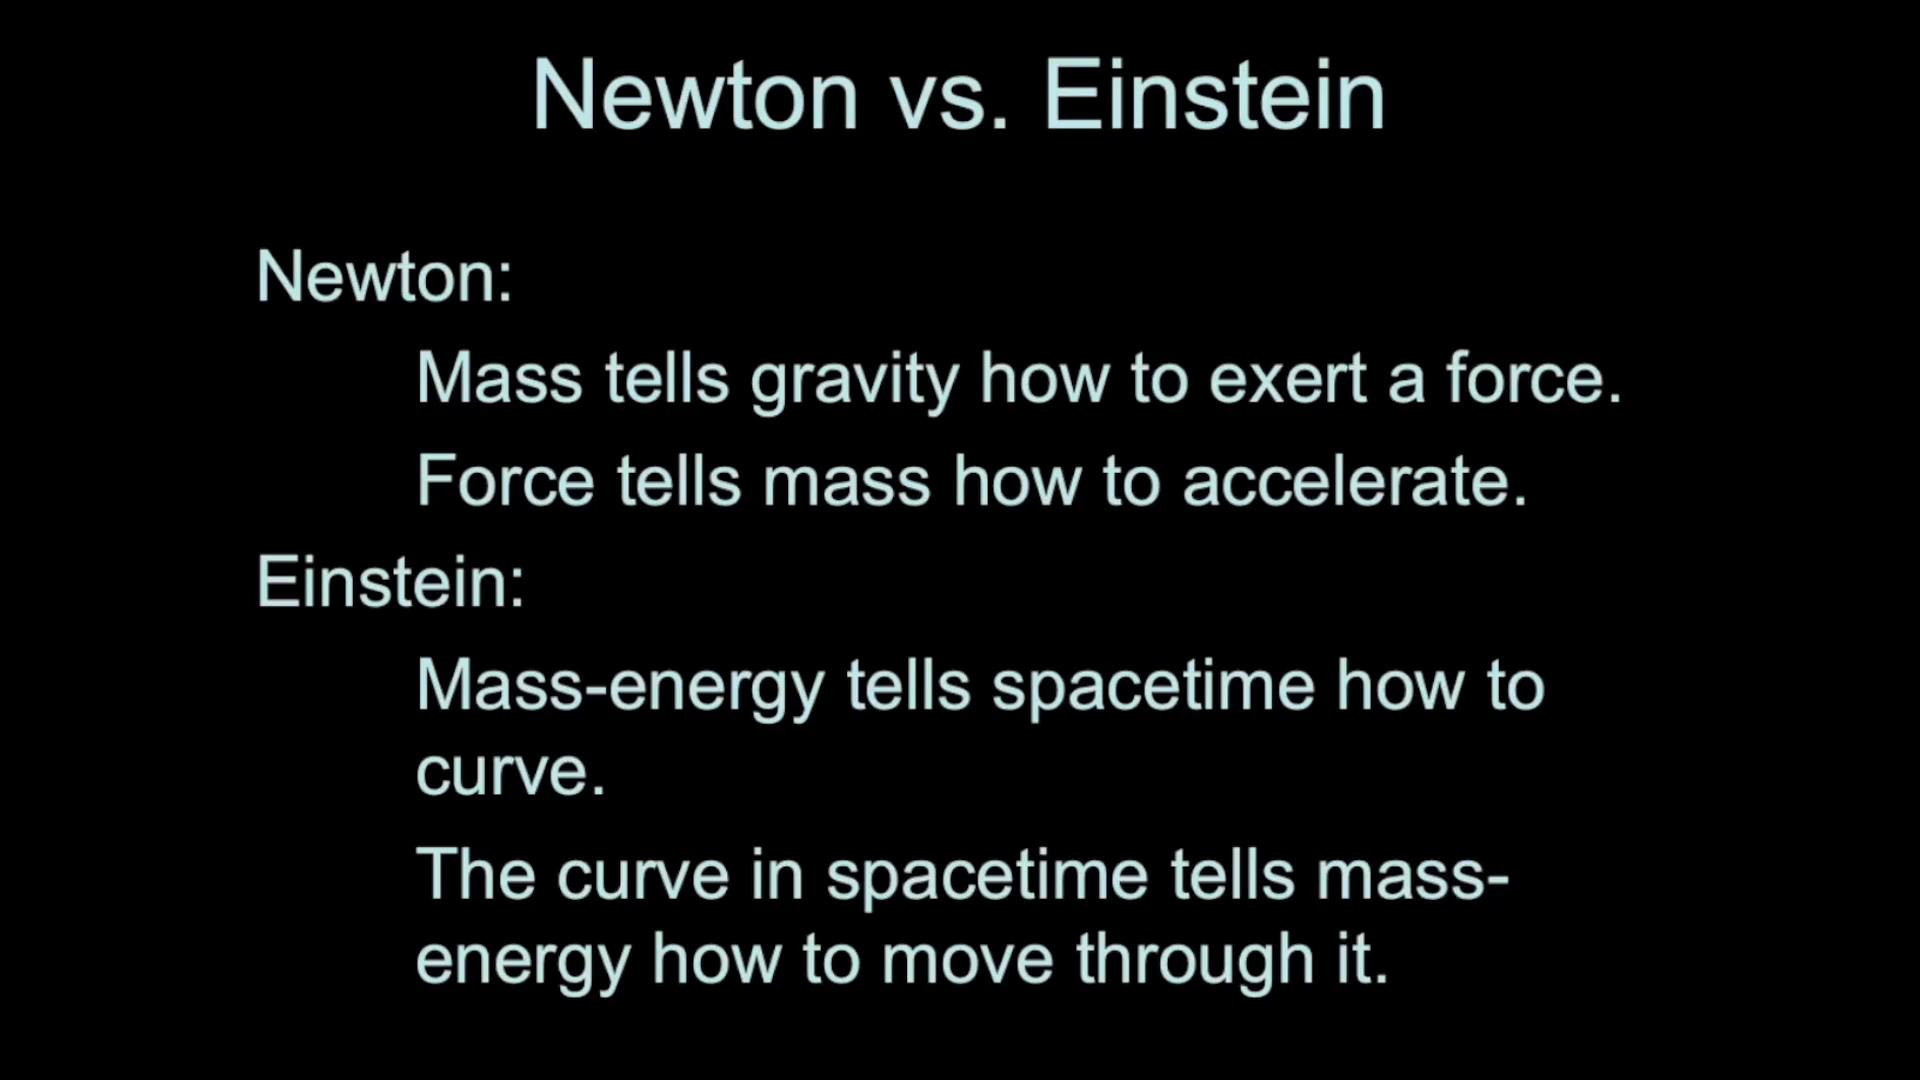 Newton vs. Einstein
Newton:
Mass tells gravity how to exert a force.
Force tells mass how to accelerate.
Einstein:
Mass-energy tells spacetime how to
curve.
The curve in spacetime tells mass-
energy how to move through it.